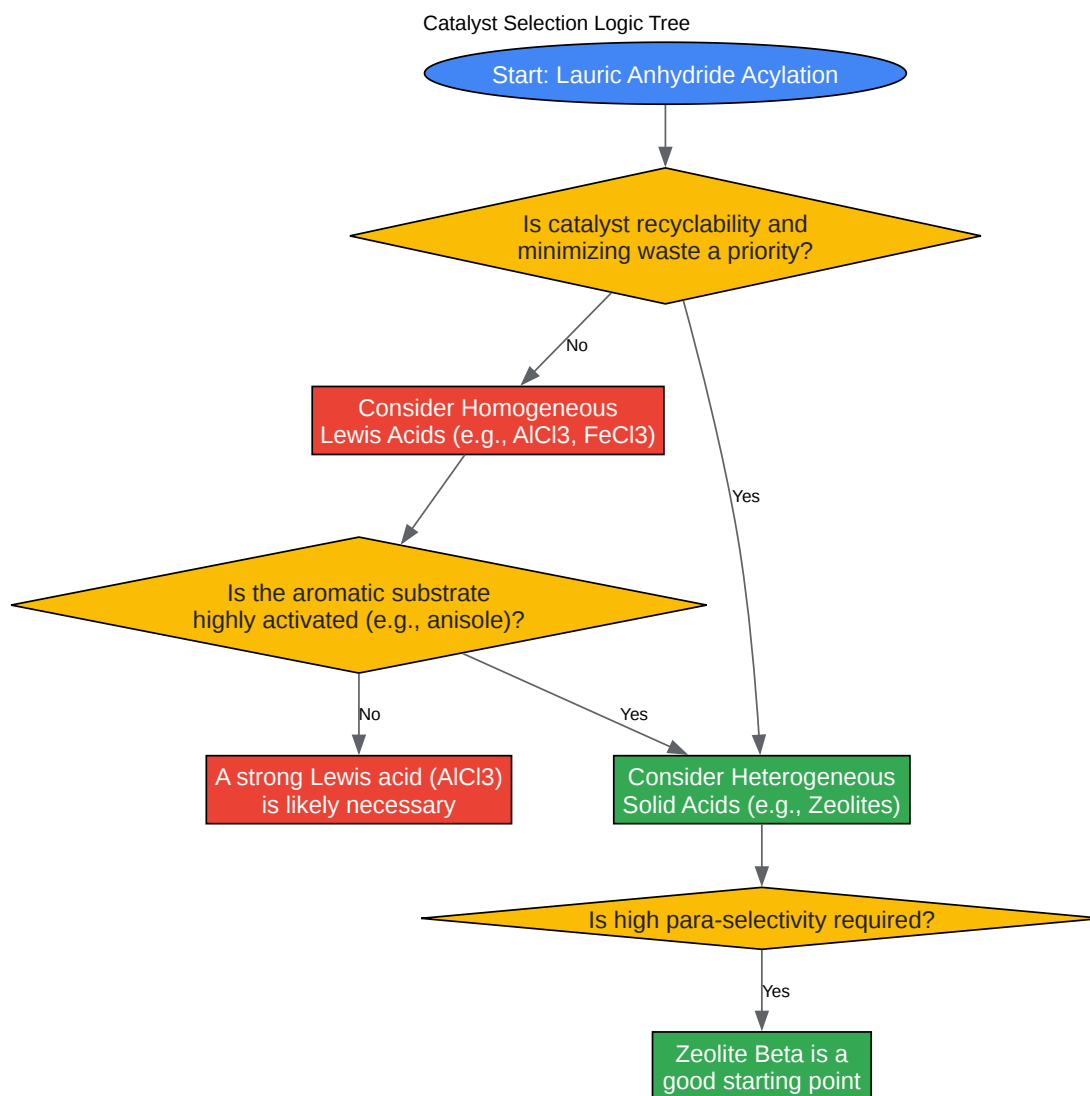 Catalyst Selection Logic Tree
Start: Lauric Anhydride Acylation
Is catalyst recyclability and
minimizing waste a priority?
No
Consider Homogeneous
Lewis Acids (e.g., AlCl3, FeCl3)
Yes
Is the aromatic substrate
highly activated (e.g., anisole)?
No
Yes
A strong Lewis acid (AlCl3)
is likely necessary
Consider Heterogeneous
Solid Acids (e.g., Zeolites)
Is high para-selectivity required?
Yes
Zeolite Beta is a
good starting point